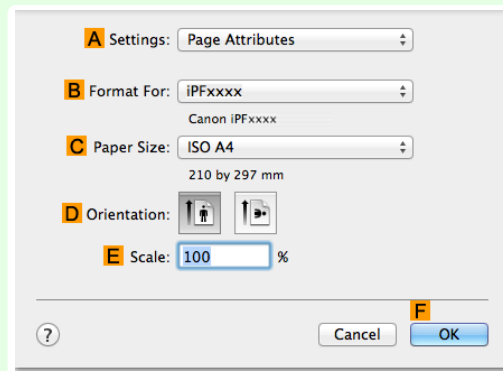 A Settings: Page Attributes
B Format For: iPFxxxx
Canon iPFxxxx
C Paper Size: ISO A4
210 by 297 mm
D Orientation:
E Scale: 100 %
F
? Cancel OK